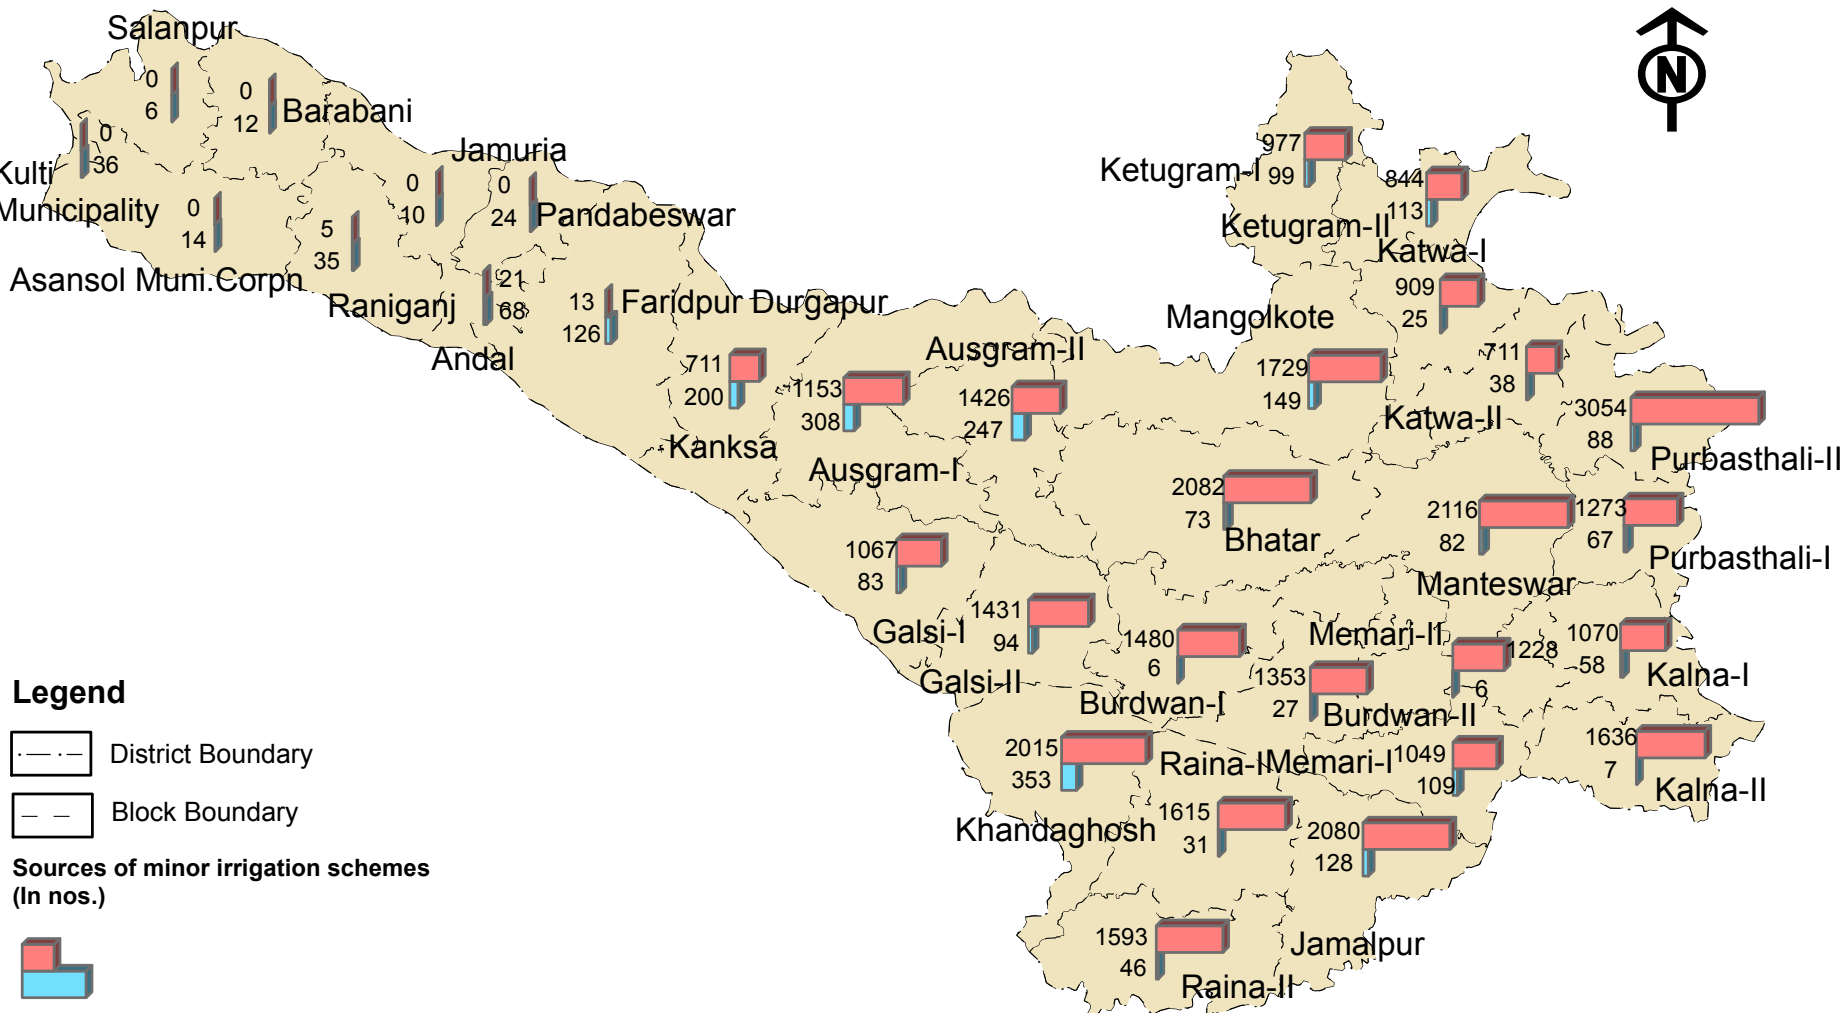 Salanpur
0
6
0
12
Barabani
0
36
Kulti
Municipality
0
14
Asansol Muni.Corpn
Jamuria
0
10
0
24
Pandabeswar
5
35
Raniganj
21
68
Andal
13
126
Faridpur Durgapur
N
977
99
Ketugram-I
Ketugram-II
844
113
Katwa-I
909
25
Mangolkote
1729
149
711
38
Katwa-II
3054
88
Purbasthali-II
711
200
Kanksa
1153
308
Ausgram-I
Ausgram-II
1426
247
2082
73
Bhatar
2116
82
Manteswar
1273
67
Purbasthali-I
1067
83
Galsi-I
1431
94
Galsi-II
1480
6
Burdwan-I
Memari-II
1353
27
Burdwan-II
1228
6
1070
58
Kalna-I
2015
353
Khandaghosh
Raina-I
1615
31
Memari-I
1049
109
1636
7
Kalna-II
2080
128
Jamalpur
1593
46
Raina-II
Legend
District Boundary
Block Boundary
Sources of minor irrigation schemes
(In nos.)